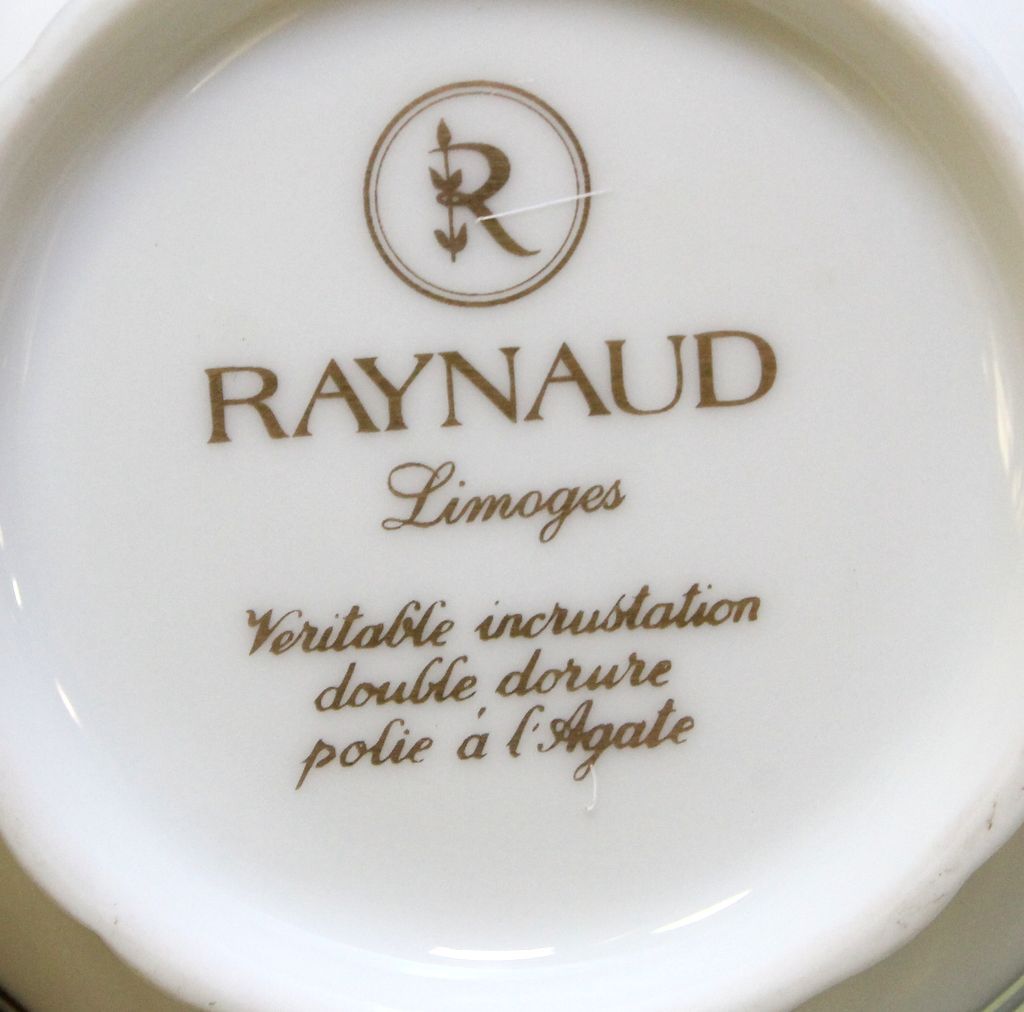 R
RAYNAUD
Limoges
Veritable incrustation
double dorure
polie à l'Agate